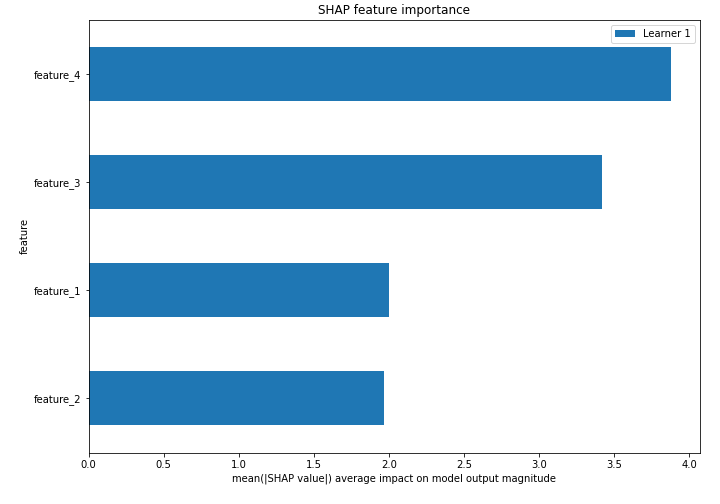 SHAP feature importance
Learner 1
feature_4
feature_3
feature_1
feature_2
feature
0.0 0.5 1.0 1.5 2.0 2.5 3.0 3.5 4.0
mean(|SHAP value|) average impact on model output magnitude